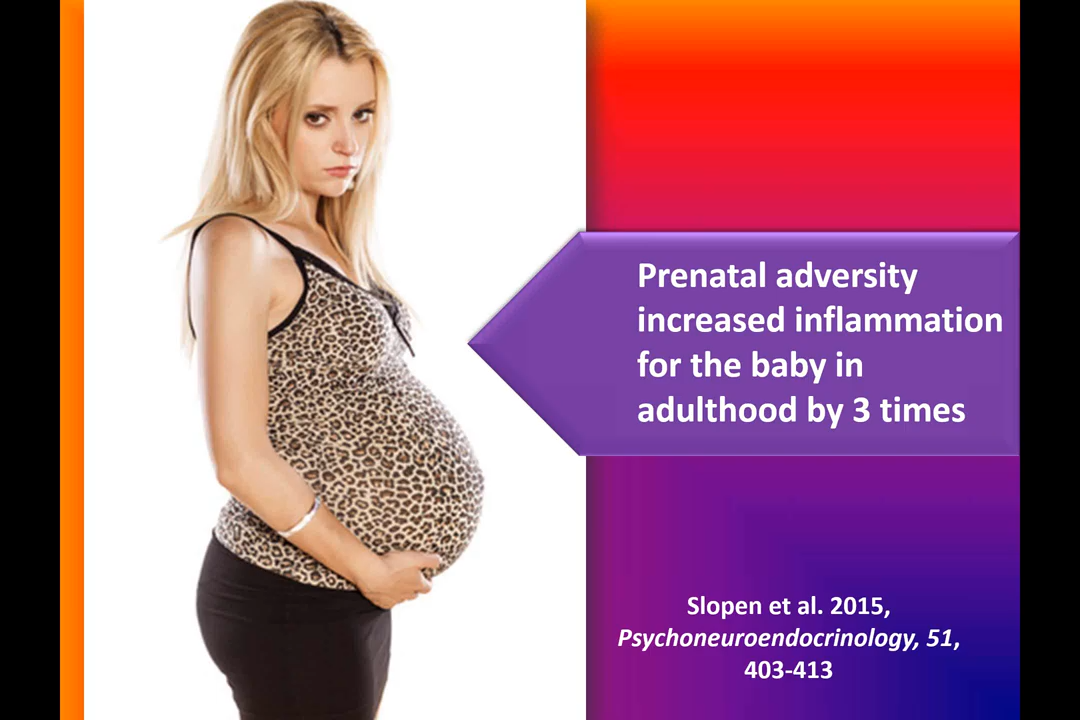 Prenatal adversity
increased inflammation
for the baby in
adulthood by 3 times
Slopen et al. 2015,
Psychoneuroendocrinology, 51,
403-413